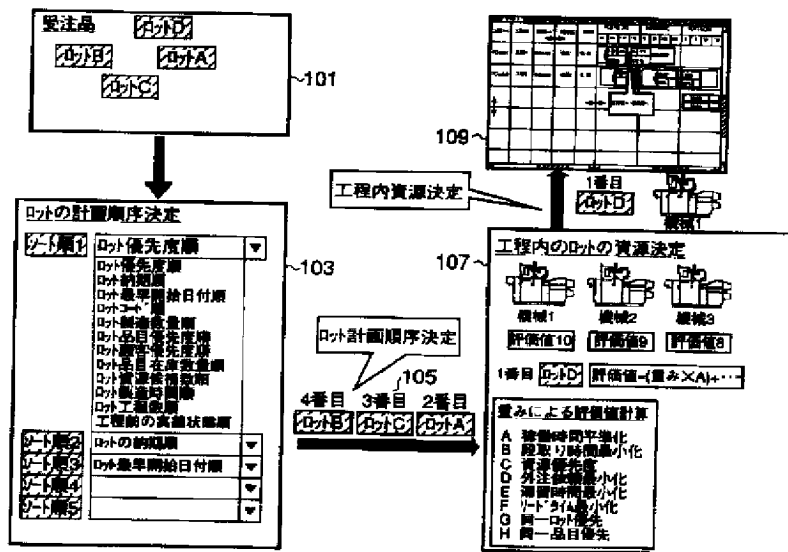 受注品
ロットD
ロットB
ロットA
ロットC
101
ロットの計画順序決定
ソート順1
ロット優先度順
ロット優先度順
ロット納期順
ロット最早開始日付順
ロットコード順
ロット製造数量順
ロット品目優先度順
ロット顧客優先度順
ロット品目在庫数量順
ロット資源候補数順
ロット製造時間順
ロット工程数順
工程前の実績状態順
ソート順2
ロットの納期順
ソート順3
ロット最早開始日付順
ソート順4
ソート順5
103
ロット計画順序決定
105
4番目
3番目
2番目
ロットB
ロットC
ロットA
109
工程内資源決定
1番目
ロットD
機械1
107
工程内のロットの資源決定
機械1
機械2
機械3
評価値10
評価値9
評価値8
1番目
ロットD
評価値=(重み×A)+…
重みによる評価値計算
A 稼働時間平準化
B 段取り時間最小化
C 資源優先度
D 外注依頼最小化
E 滞留時間最小化
F リードタイム最小化
G 同一ロット優先
H 同一品目優先